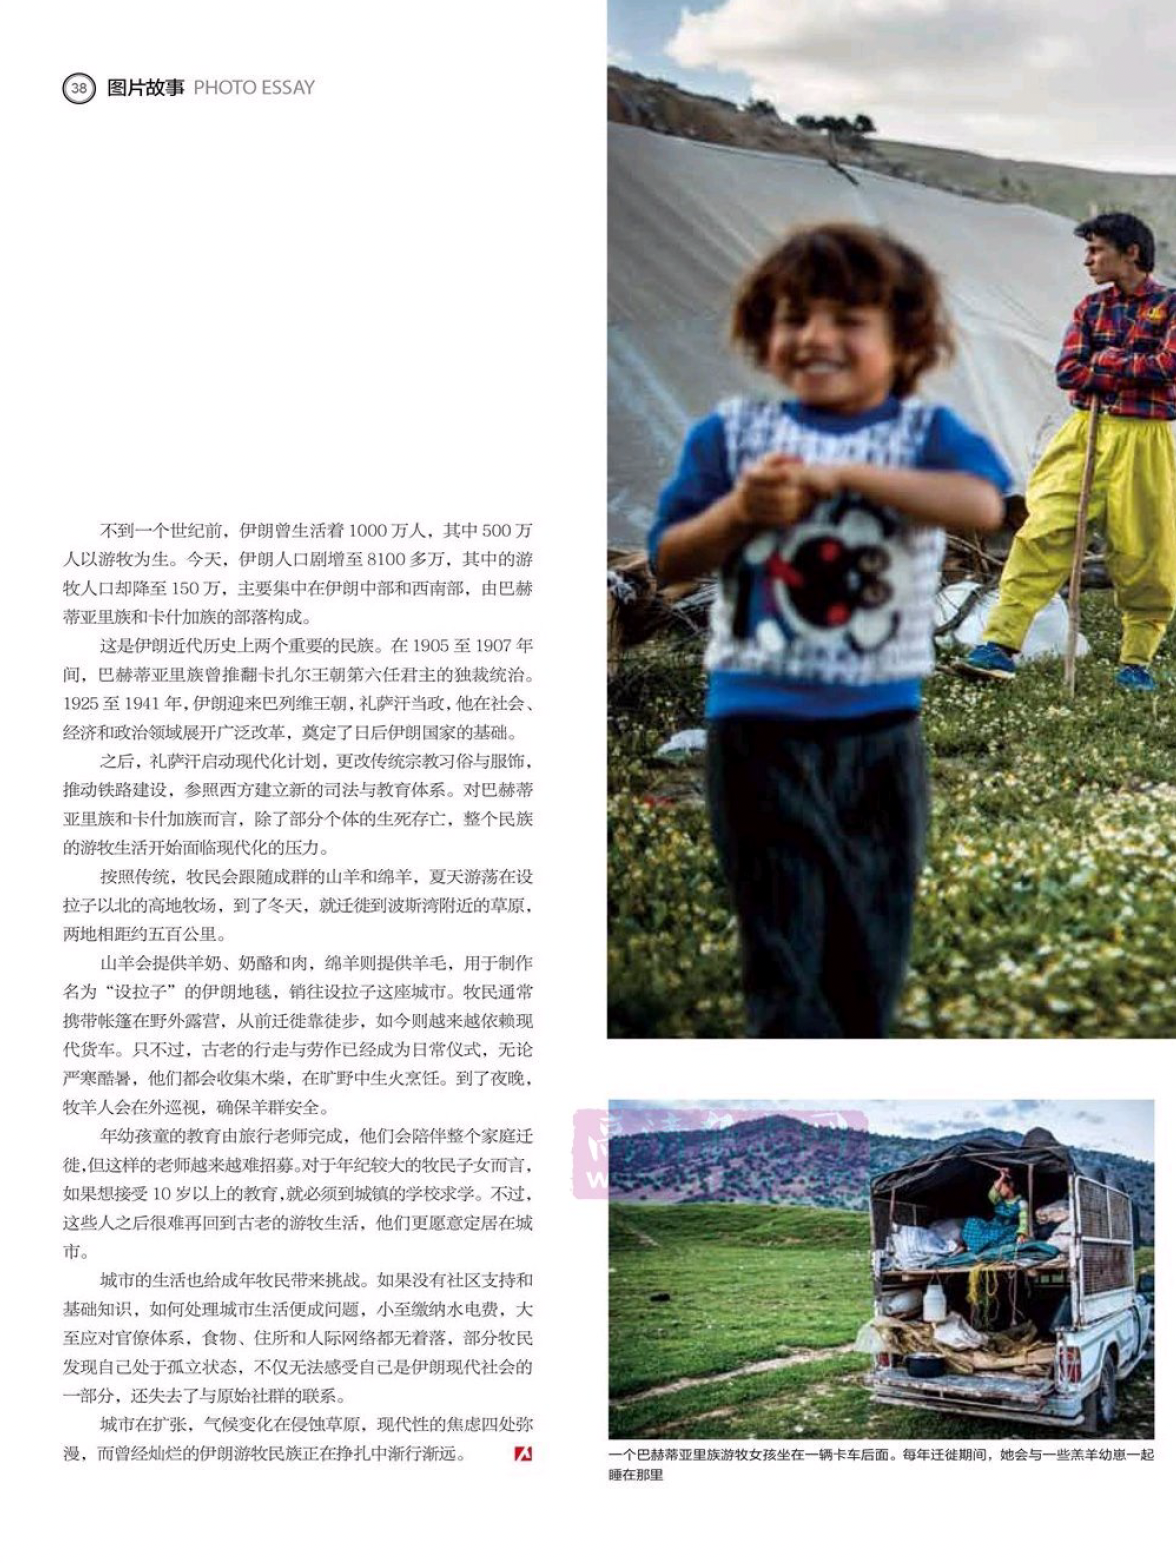 38 图片故事 PHOTO ESSAY
不到一个世纪前，伊朗曾生活着 1000 万人，其中 500 万
人以游牧为生。今天，伊朗人口剧增至 8100 多万，其中的游
牧人口却降至 150 万，主要集中在伊朗中部和西南部，由巴赫
蒂亚里族和卡什加族的部落构成。
这是伊朗近代历史上两个重要的民族。在 1905 至 1907 年
间，巴赫蒂亚里族曾推翻卡扎尔王朝第六任君主的独裁统治。
1925 至 1941 年，伊朗迎来巴列维王朝，礼萨汗当政，他在社会、
经济和政治领域展开广泛改革，奠定了日后伊朗国家的基础。
之后，礼萨汗启动现代化计划，更改传统宗教习俗与服饰，
推动铁路建设，参照西方建立新的司法与教育体系。对巴赫蒂
亚里族和卡什加族而言，除了部分个体的生死存亡，整个民族
的游牧生活开始面临现代化的压力。
按照传统，牧民会跟随成群的山羊和绵羊，夏天游荡在设
拉子以北的高地牧场，到了冬天，就迁徙到波斯湾附近的草原，
两地相距约五百公里。
山羊会提供羊奶、奶酪和肉，绵羊则提供羊毛，用于制作
名为“设拉子”的伊朗地毯，销往设拉子这座城市。牧民通常
携带帐篷在野外露营，从前迁徙靠徒步，如今则越来越依赖现
代货车。只不过，古老的行走与劳作已经成为日常仪式，无论
严寒酷暑，他们都会收集木柴，在旷野中生火烹饪。到了夜晚，
牧羊人会在外巡视，确保羊群安全。
年幼孩童的教育由旅行老师完成，他们会陪伴整个家庭迁
徙，但这样的老师越来越难招募。对于年纪较大的牧民子女而言，
如果想接受 10 岁以上的教育，就必须到城镇的学校求学。不过，
这些人之后很难再回到古老的游牧生活，他们更愿意定居在城
市。
城市的生活也给成年牧民带来挑战。如果没有社区支持和
基础知识，如何处理城市生活便成问题，小至缴纳水电费，大
至应对官僚体系，食物、住所和人际网络都无着落，部分牧民
发现自己处于孤立状态，不仅无法感受自己是伊朗现代社会的
一部分，还失去了与原始社群的联系。
城市在扩张，气候变化在侵蚀草原，现代性的焦虑四处弥
漫，而曾经灿烂的伊朗游牧民族正在挣扎中渐行渐远。
一个巴赫蒂亚里族游牧女孩坐在一辆卡车后面。每年迁徙期间，她会与一些羔羊幼崽一起
睡在那里